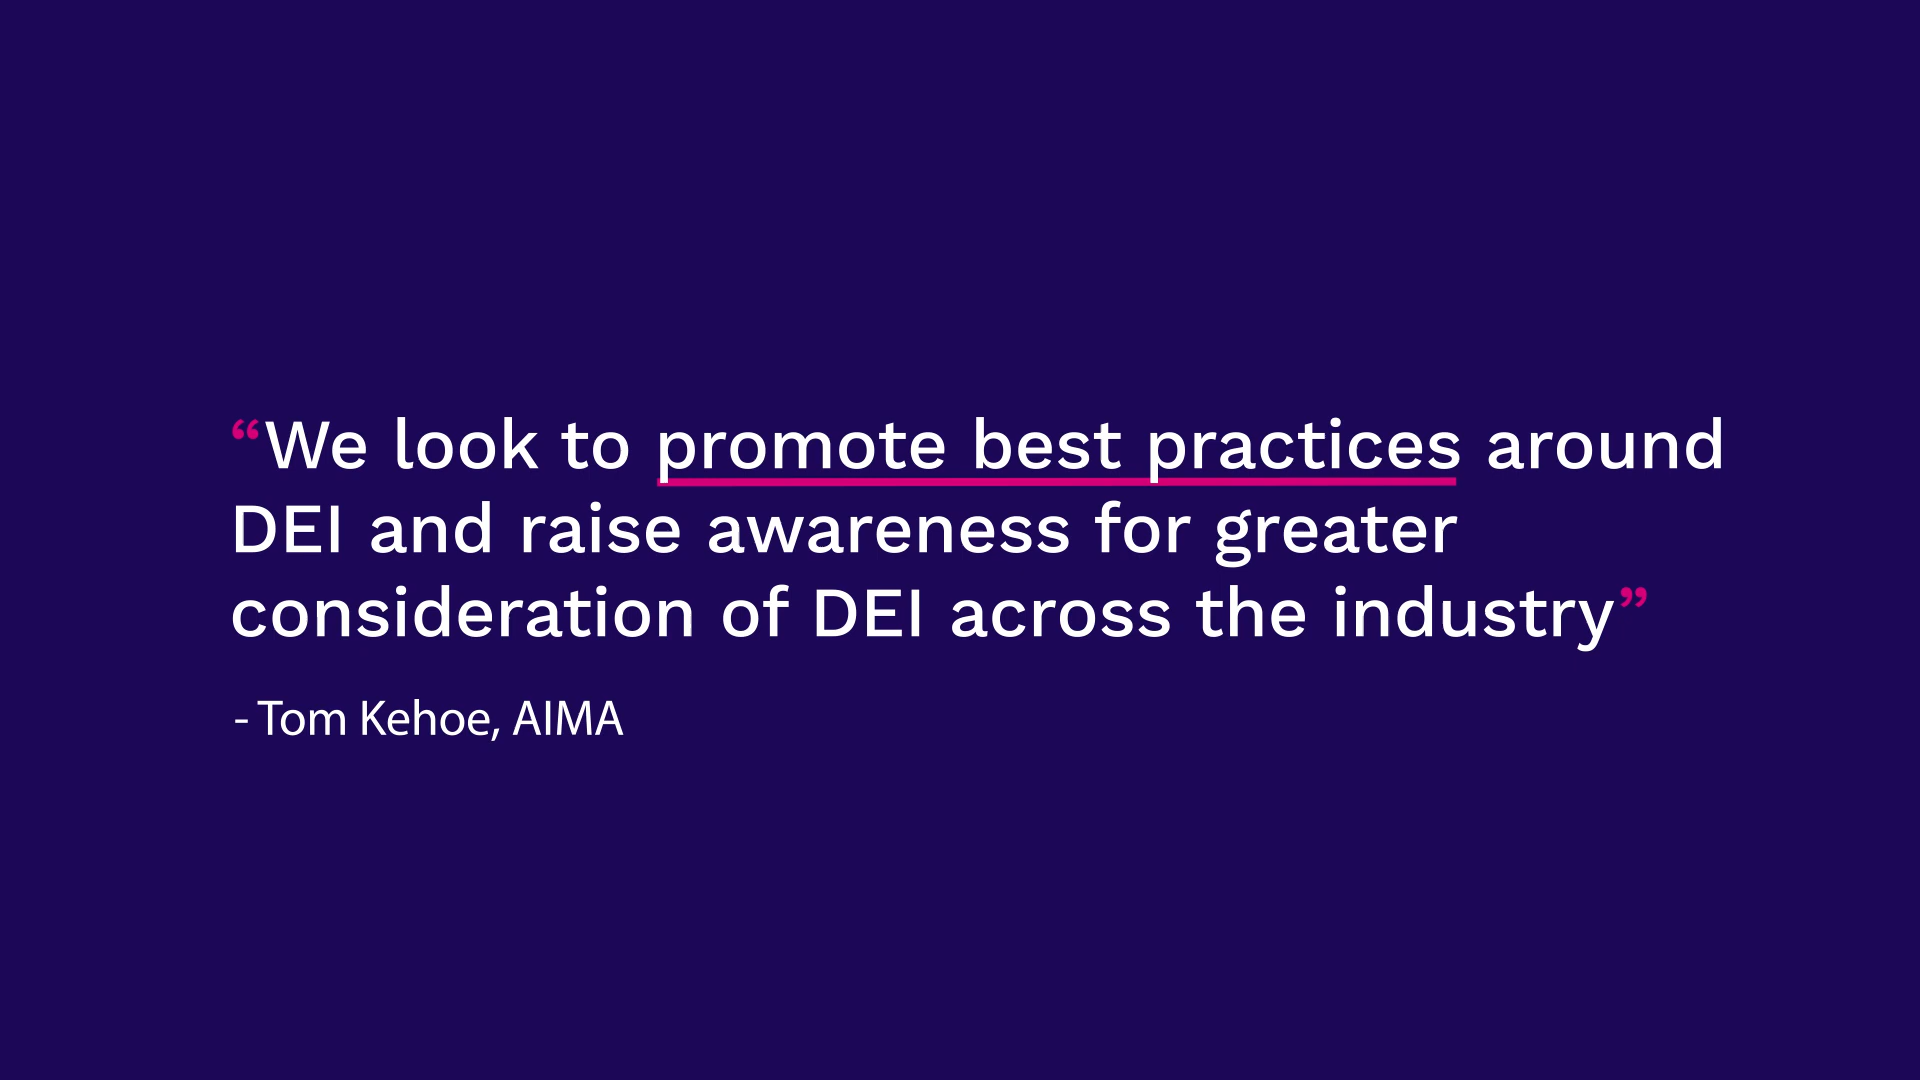 “We look to promote best practices around
DEI and raise awareness for greater
consideration of DEI across the industry”
- Tom Kehoe, AIMA